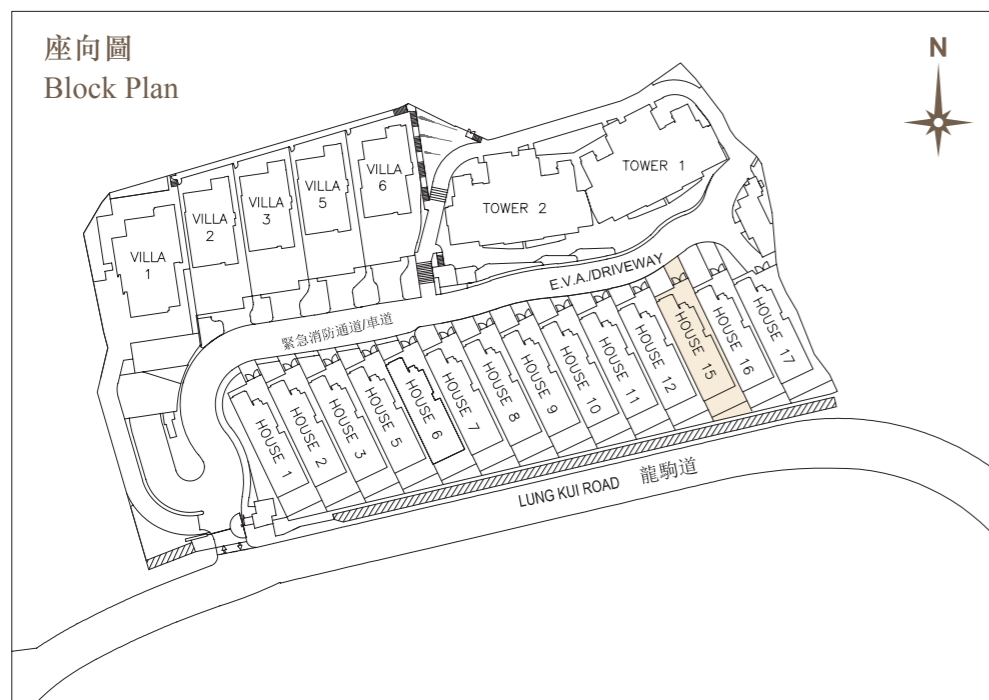 座向圖
Block Plan
N
VILLA
1
VILLA
2
VILLA
3
VILLA
5
VILLA
6
TOWER 2
TOWER 1
E.V.A./DRIVEWAY
緊急消防通道/車道
HOUSE 1
HOUSE 2
HOUSE 3
HOUSE 5
HOUSE 6
HOUSE 7
HOUSE 8
HOUSE 9
HOUSE 10
HOUSE 11
HOUSE 12
HOUSE 15
HOUSE 16
HOUSE 17
LUNG KUI ROAD 龍駒道